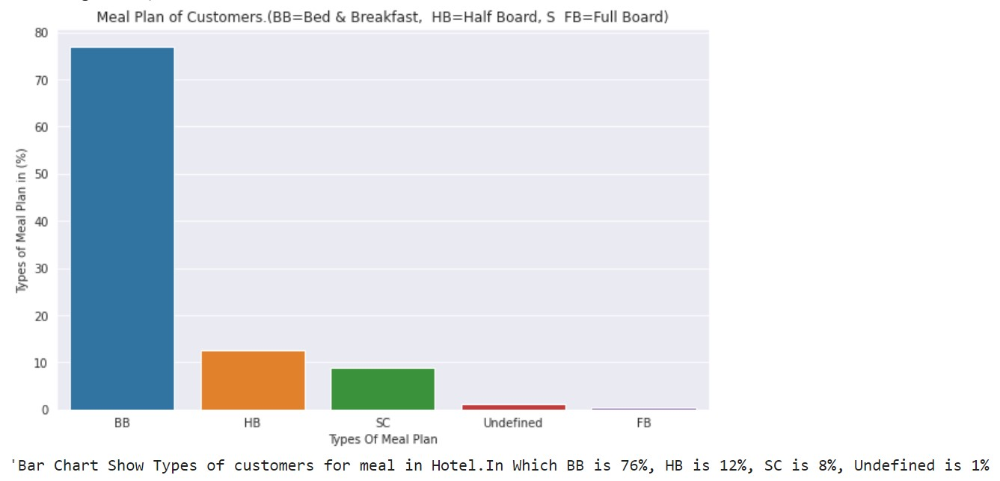 Meal Plan of Customers.(BB=Bed & Breakfast,  HB=Half Board, S  FB=Full Board)
80
70
60
50
40
30
20
10
0
Types of Meal Plan in (%)
BB HB SC Undefined FB
Types Of Meal Plan
'Bar Chart Show Types of customers for meal in Hotel.In Which BB is 76%, HB is 12%, SC is 8%, Undefined is 1%